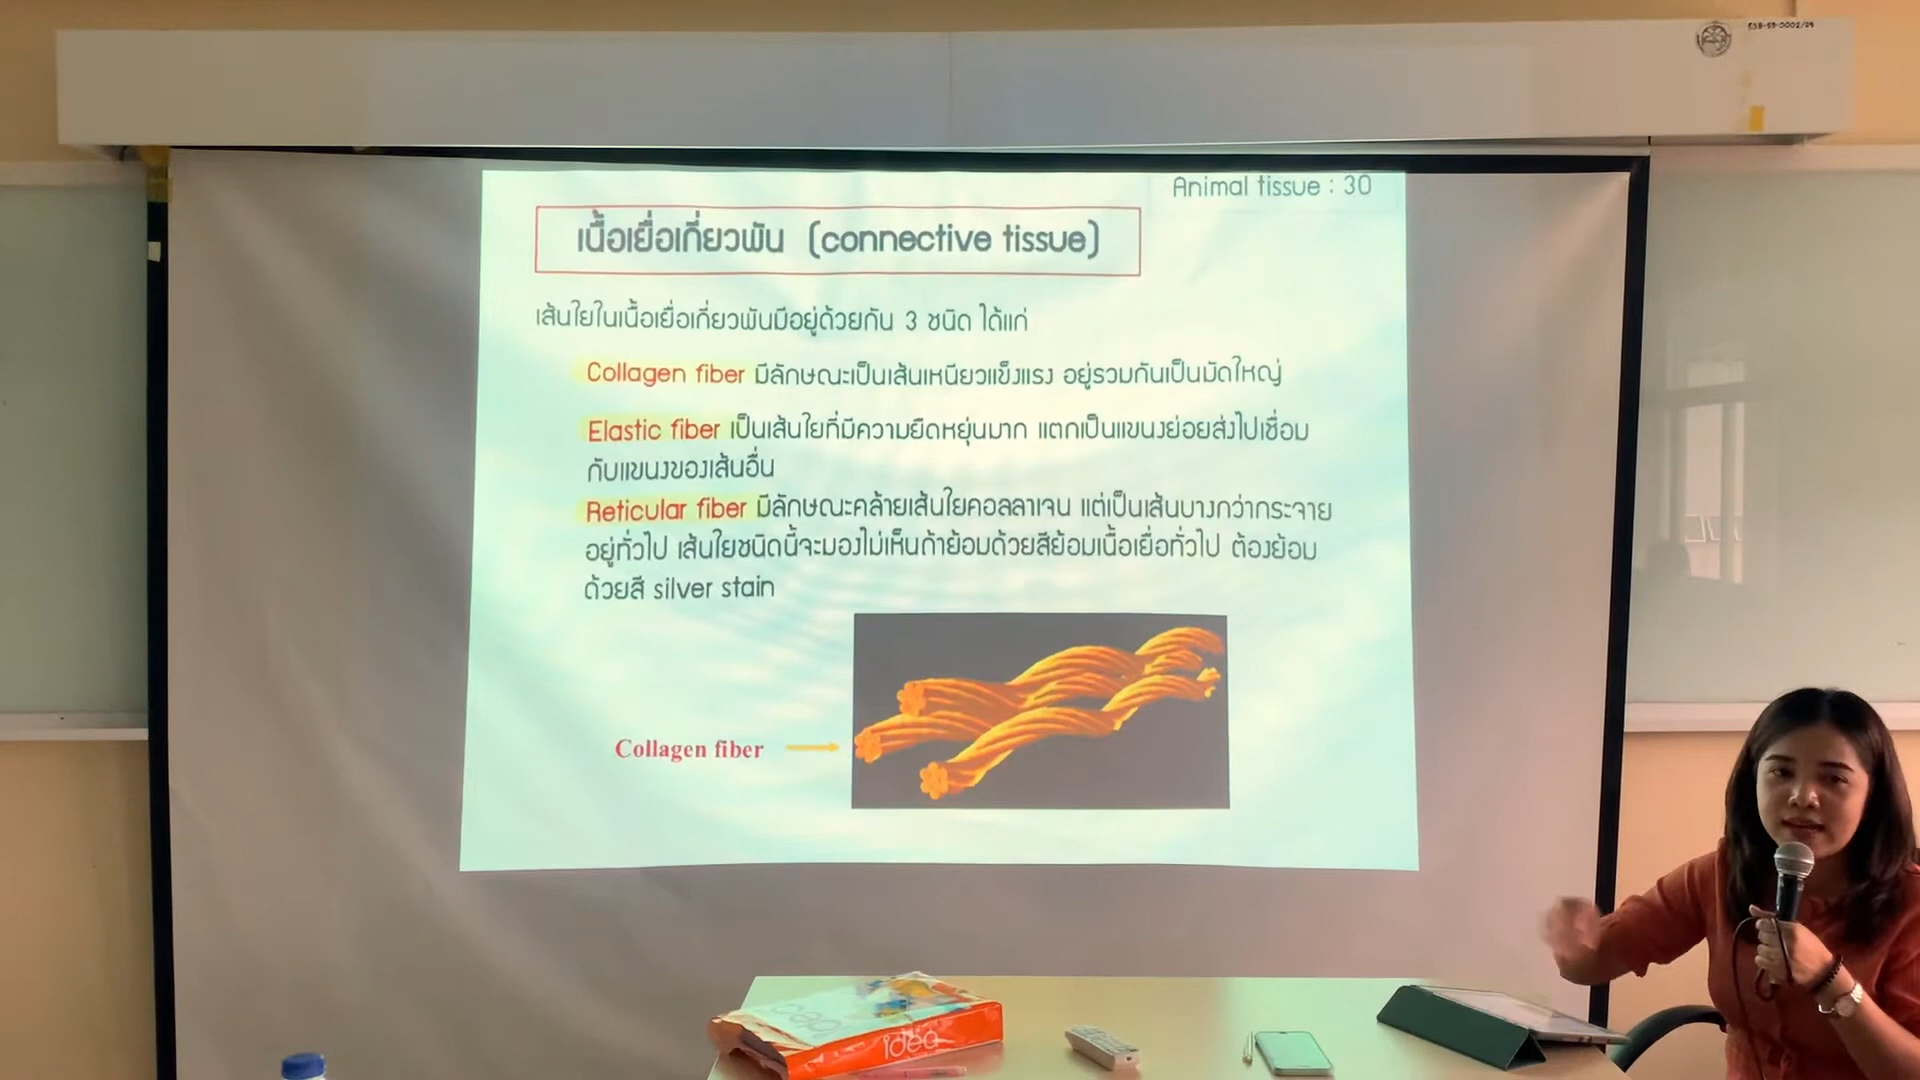 Animal tissue : 30
เนื้อเยื่อเกี่ยวพัน (connective tissue)
เส้นใยในเนื้อเยื่อเกี่ยวพันมีอยู่ด้วยกัน 3 ชนิด ได้แก่
Collagen fiber มีลักษณะเป็นเส้นเหนียวแข็งแรง อยู่รวมกันเป็นมัดใหญ่
Elastic fiber เป็นเส้นใยที่มีความยืดหยุ่นมาก แตกเป็นแขนงย่อยส่งไปเชื่อม
กับแขนงของเส้นอื่น
Reticular fiber มีลักษณะคล้ายเส้นใยคอลลาเจน แต่เป็นเส้นบางกว่ากระจาย
อยู่ทั่วไป เส้นใยชนิดนี้จะมองไม่เห็นถ้าย้อมด้วยสีย้อมเนื้อเยื่อทั่วไป ต้องย้อม
ด้วยสี silver stain
Collagen fiber
idea
idea